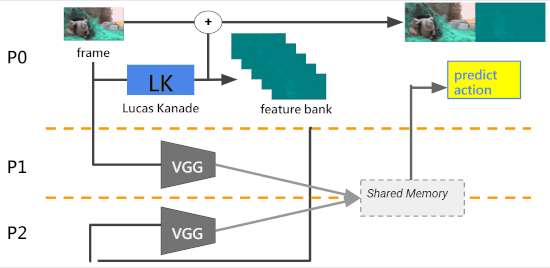 P0
+
frame
LK
Lucas Kanade
feature bank
predict
action
P1
VGG
Shared Memory
P2
VGG